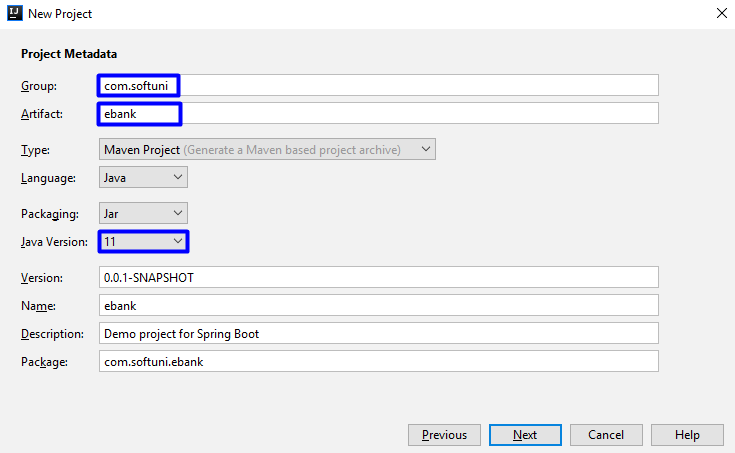 New Project
Project Metadata
Group: com.softuni
Artifact: ebank
Type: Maven Project (Generate a Maven based project archive)
Language: Java
Packaging: Jar
Java Version: 11
Version: 0.0.1-SNAPSHOT
Name: ebank
Description: Demo project for Spring Boot
Package: com.softuni.ebank
Previous Next Cancel Help